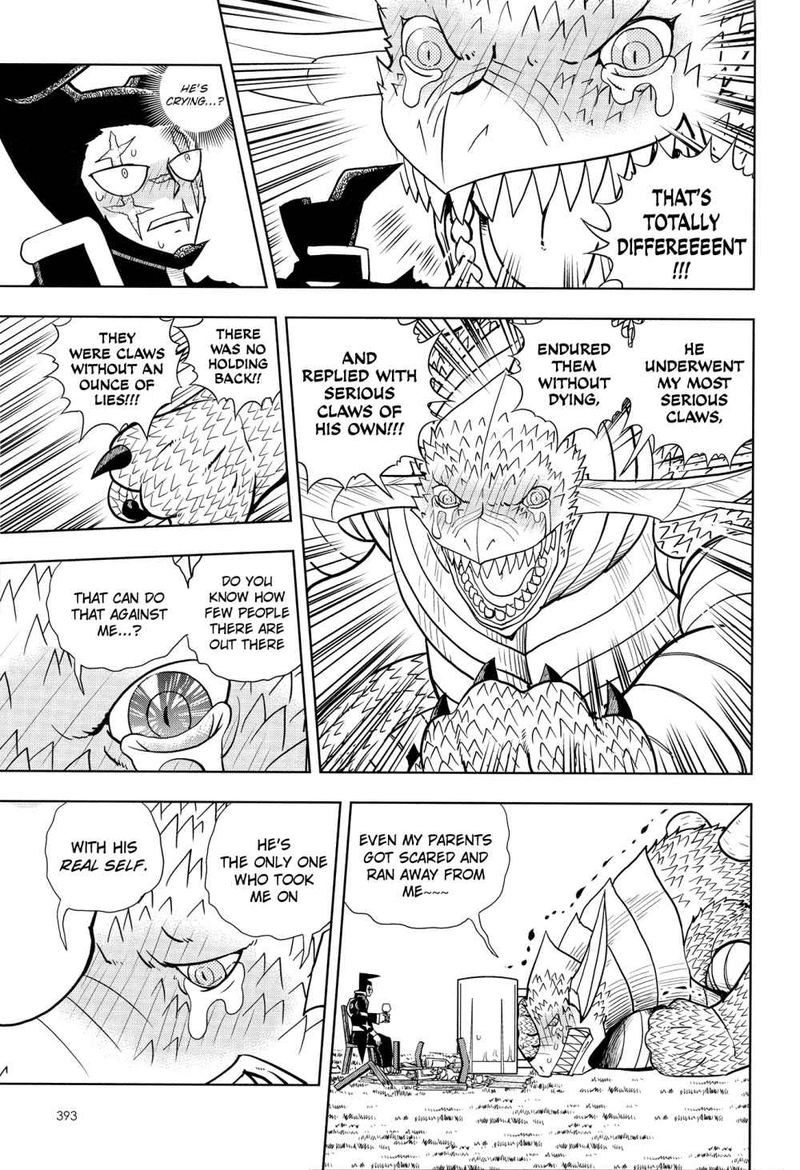 THAT'S
TOTALLY
DIFFEREEEENT
!!!
HE'S
CRYING...?
HE
UNDERWENT
MY MOST
SERIOUS
CLAWS,
ENDURED
THEM
WITHOUT
DYING,
AND
REPLIED WITH
SERIOUS
CLAWS OF
HIS OWN!!!
THERE
WAS NO
HOLDING
BACK!!
THEY
WERE CLAWS
WITHOUT AN
OUNCE OF
LIES!!!
DO YOU
KNOW HOW
FEW PEOPLE
THERE ARE
OUT THERE
THAT CAN DO
THAT AGAINST
ME...?
EVEN MY PARENTS
GOT SCARED AND
RAN AWAY FROM
ME~~~
HE'S
THE ONLY ONE
WHO TOOK
ME ON
WITH HIS
REAL SELF.
393